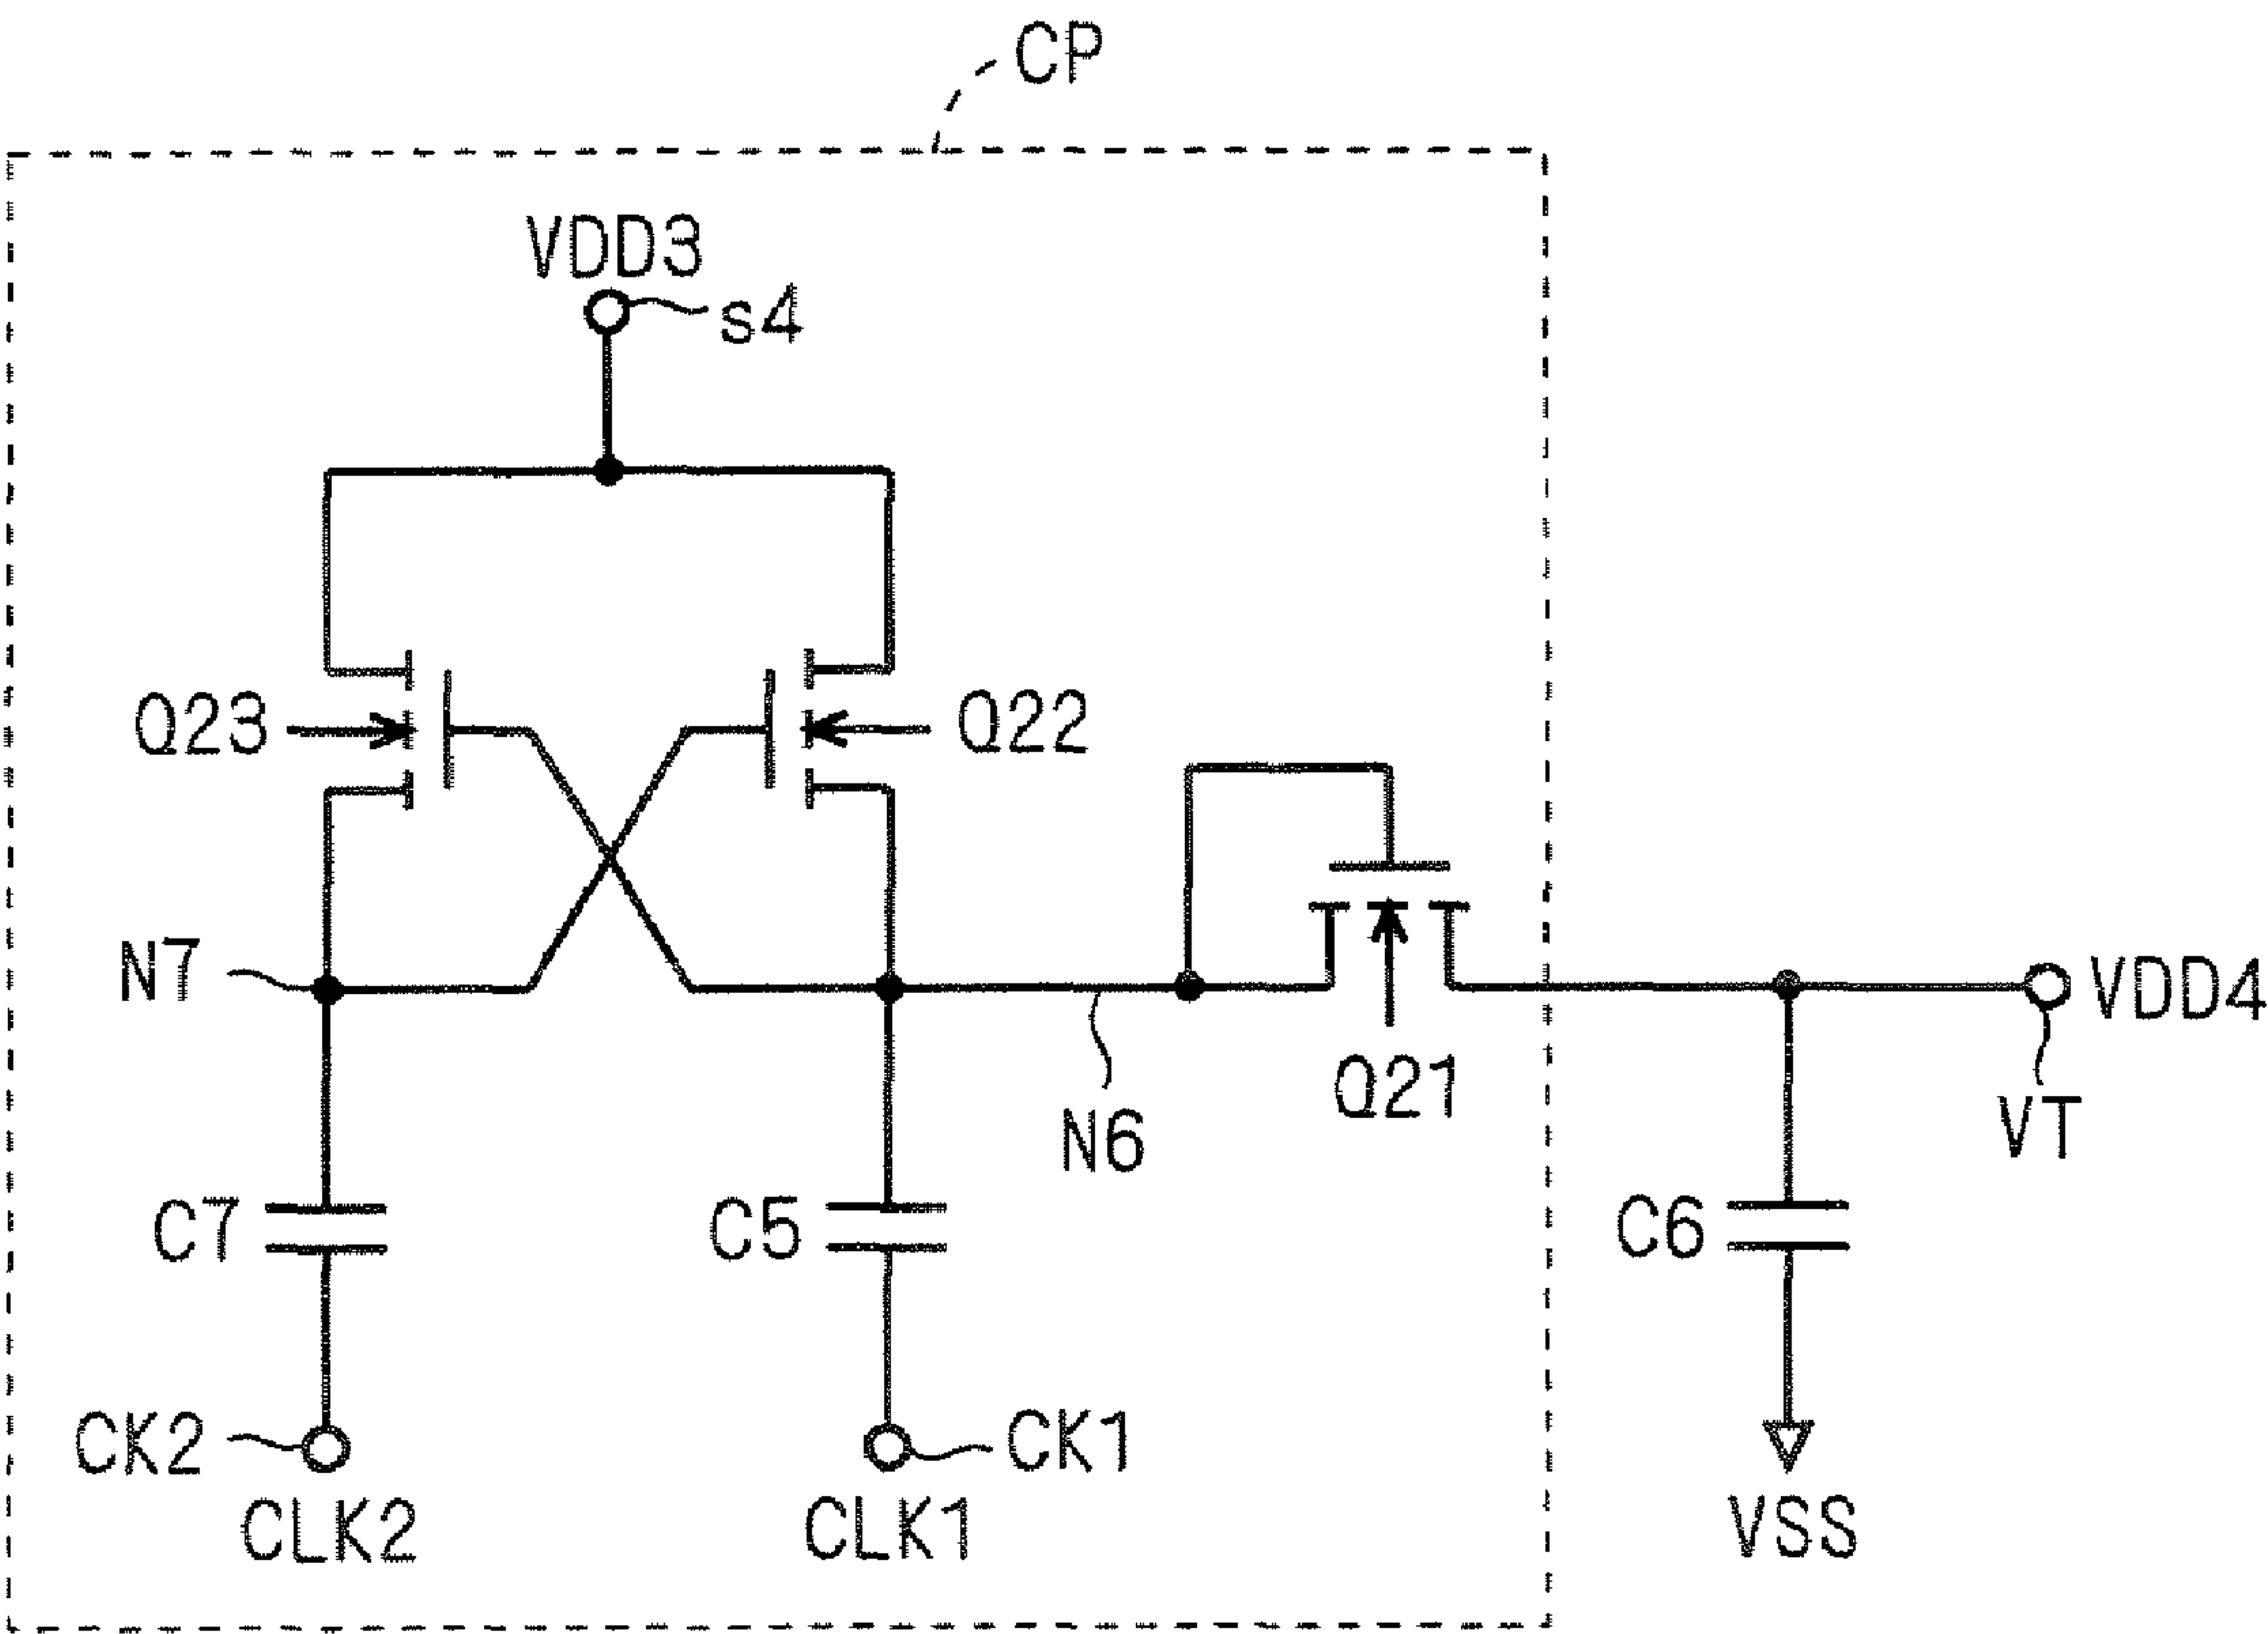 CP
VDD3
s4
Q23
Q22
N7
VDD4
Q21
VT
N6
C7
C5
C6
CK2
CK1
CLK2
CLK1
VSS